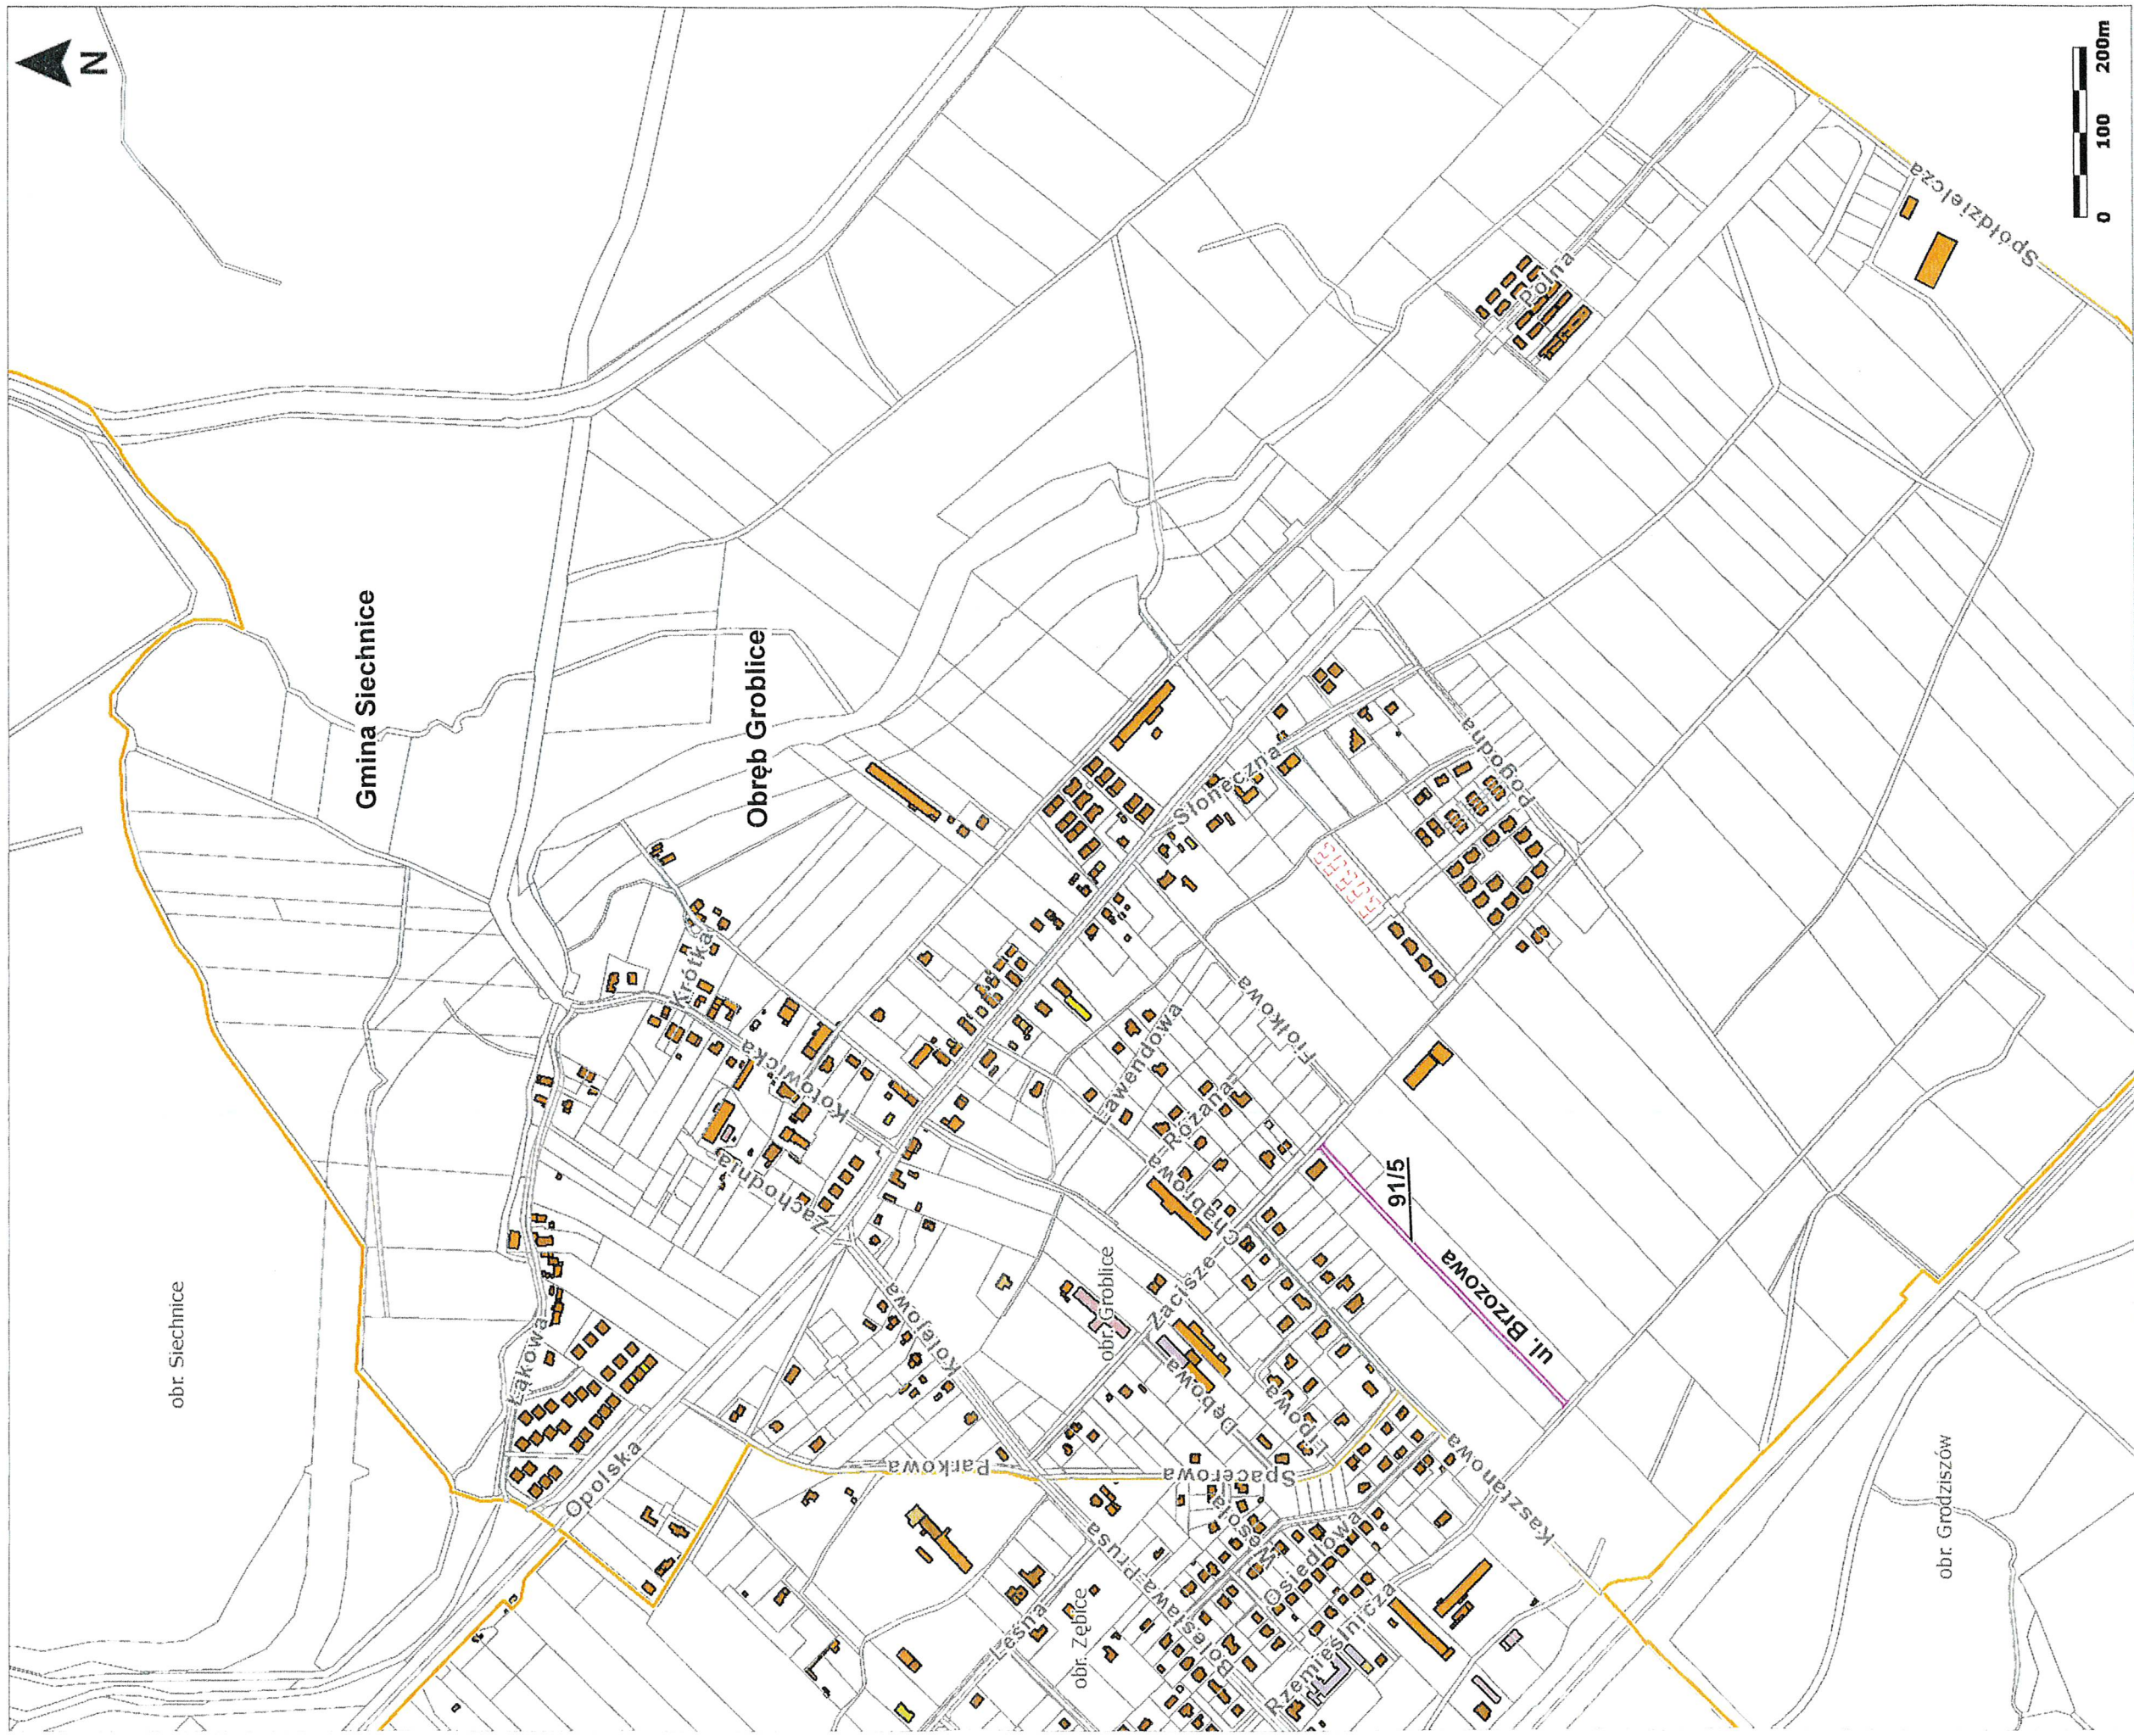 N
Gmina Siechnice
Obręb Groblice
obr. Siechnice
Łąkowa
Opolska
Krótka
Kotowicka
Zachodnia
Kolejowa
Parkowa
obr. Groblice
Słoneczna
Pogodna
Polna
Spółdzielcza
Fiołkowa
Lawendowa
Różana
Chabrowa
Zacisze
Dębowa
Lipowa
Spacerowa
91/5
ul. Brzozowa
Kasztanowa
Wesoła
Osiedlowa
Bolesława Prusa
Rzemieślnicza
Leśna
obr. Zębice
obr. Grodziszów
0 100 200m